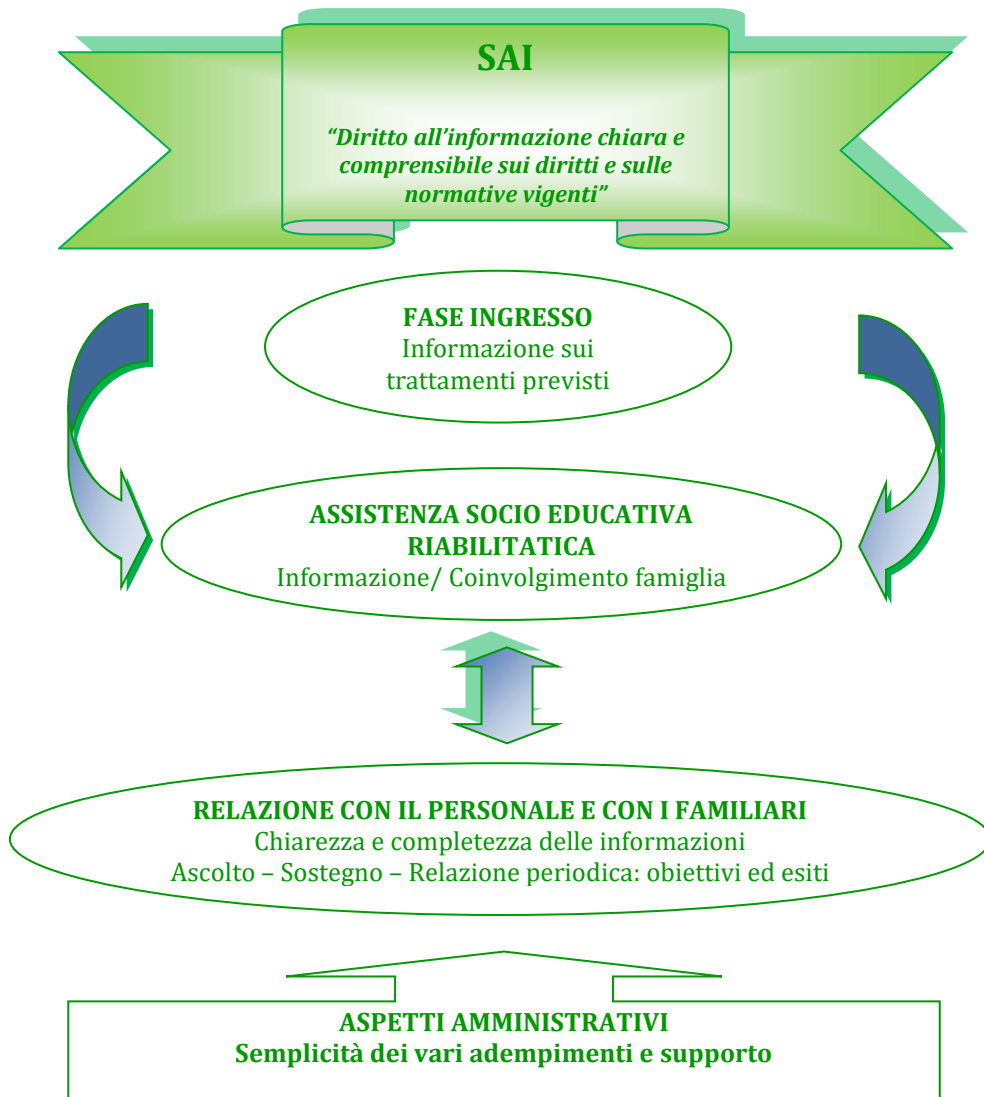 SAI
“Diritto all’informazione chiara e
comprensibile sui diritti e sulle
normative vigenti”
FASE INGRESSO
Informazione sui
trattamenti previsti
ASSISTENZA SOCIO EDUCATIVA
RIABILITATICA
Informazione/ Coinvolgimento famiglia
RELAZIONE CON IL PERSONALE E CON I FAMILIARI
Chiarezza e completezza delle informazioni
Ascolto – Sostegno – Relazione periodica: obiettivi ed esiti
ASPETTI AMMINISTRATIVI
Semplicità dei vari adempimenti e supporto